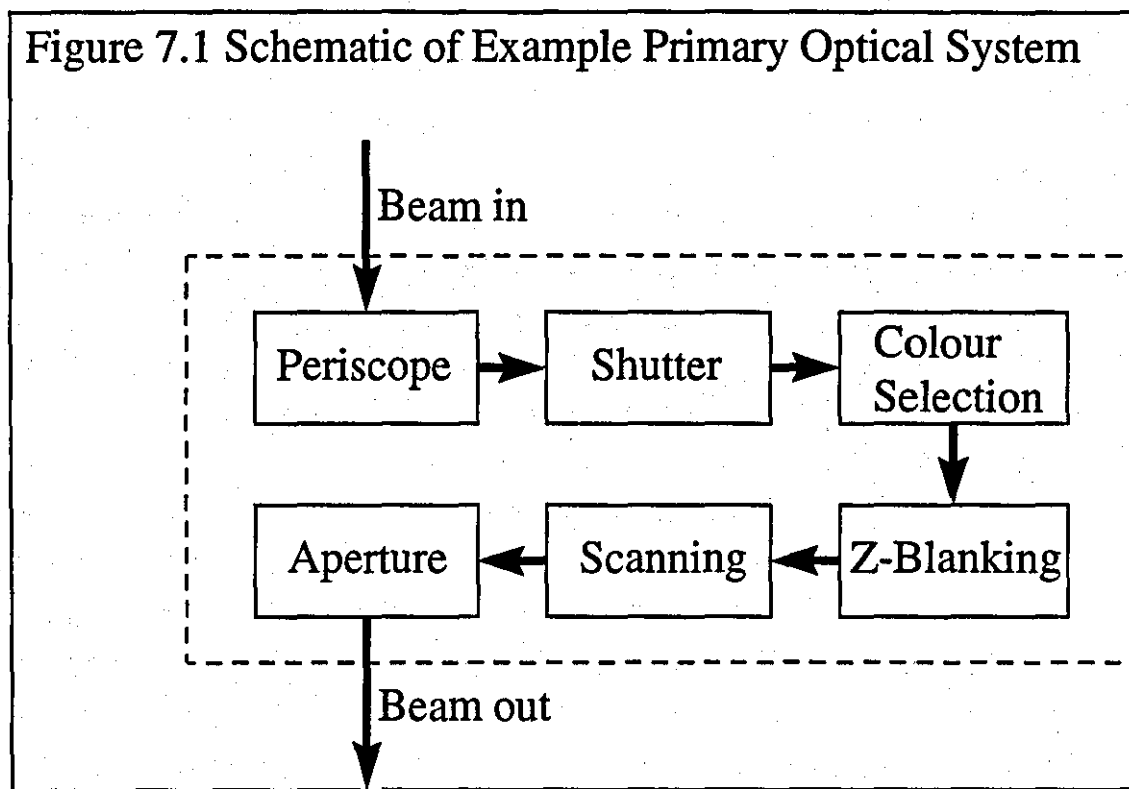 Figure 7.1 Schematic of Example Primary Optical System
Beam in
Periscope
Shutter
Colour
Selection
Aperture
Scanning
Z-Blanking
Beam out